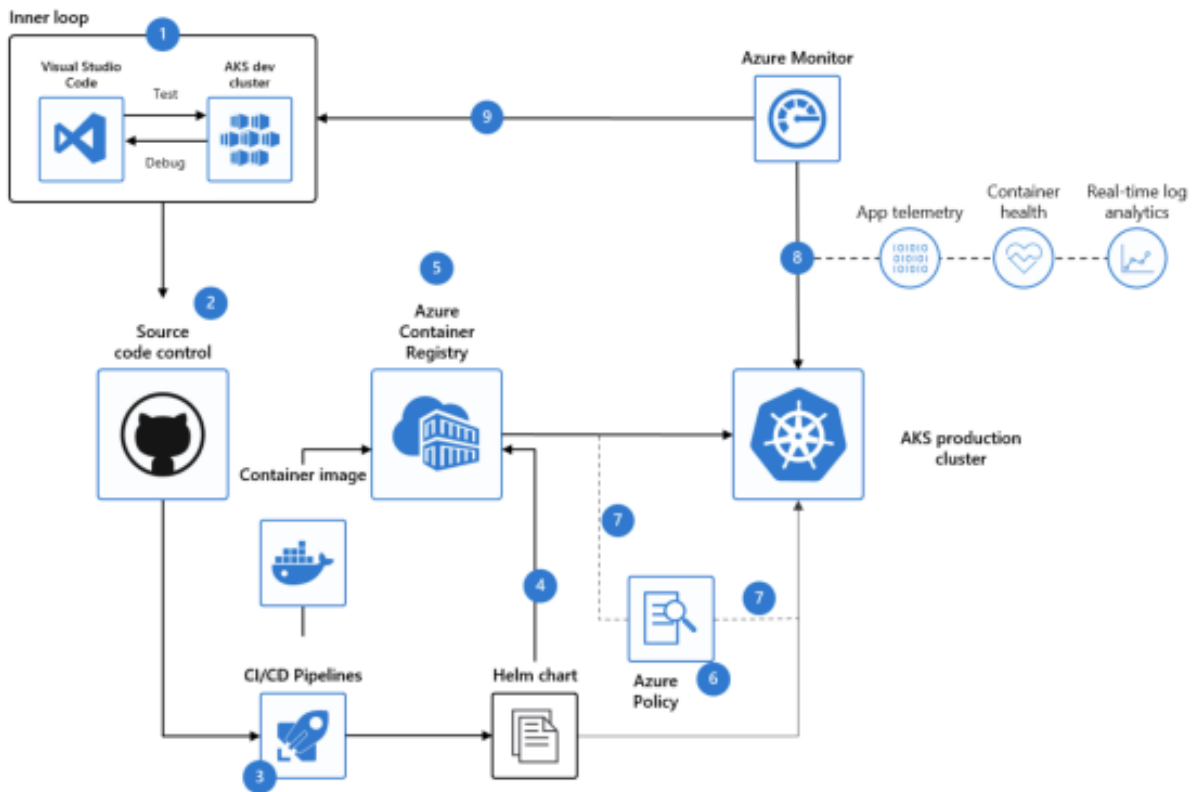 Inner loop
1
Visual Studio
Code
AKS dev
cluster
Test
Debug
Azure Monitor
9
App telemetry
Container
health
Real-time log
analytics
8
2
Source
code control
5
Azure
Container
Registry
AKS production
cluster
Container image
7
4
7
CI/CD Pipelines
Helm chart
Azure
Policy
6
3